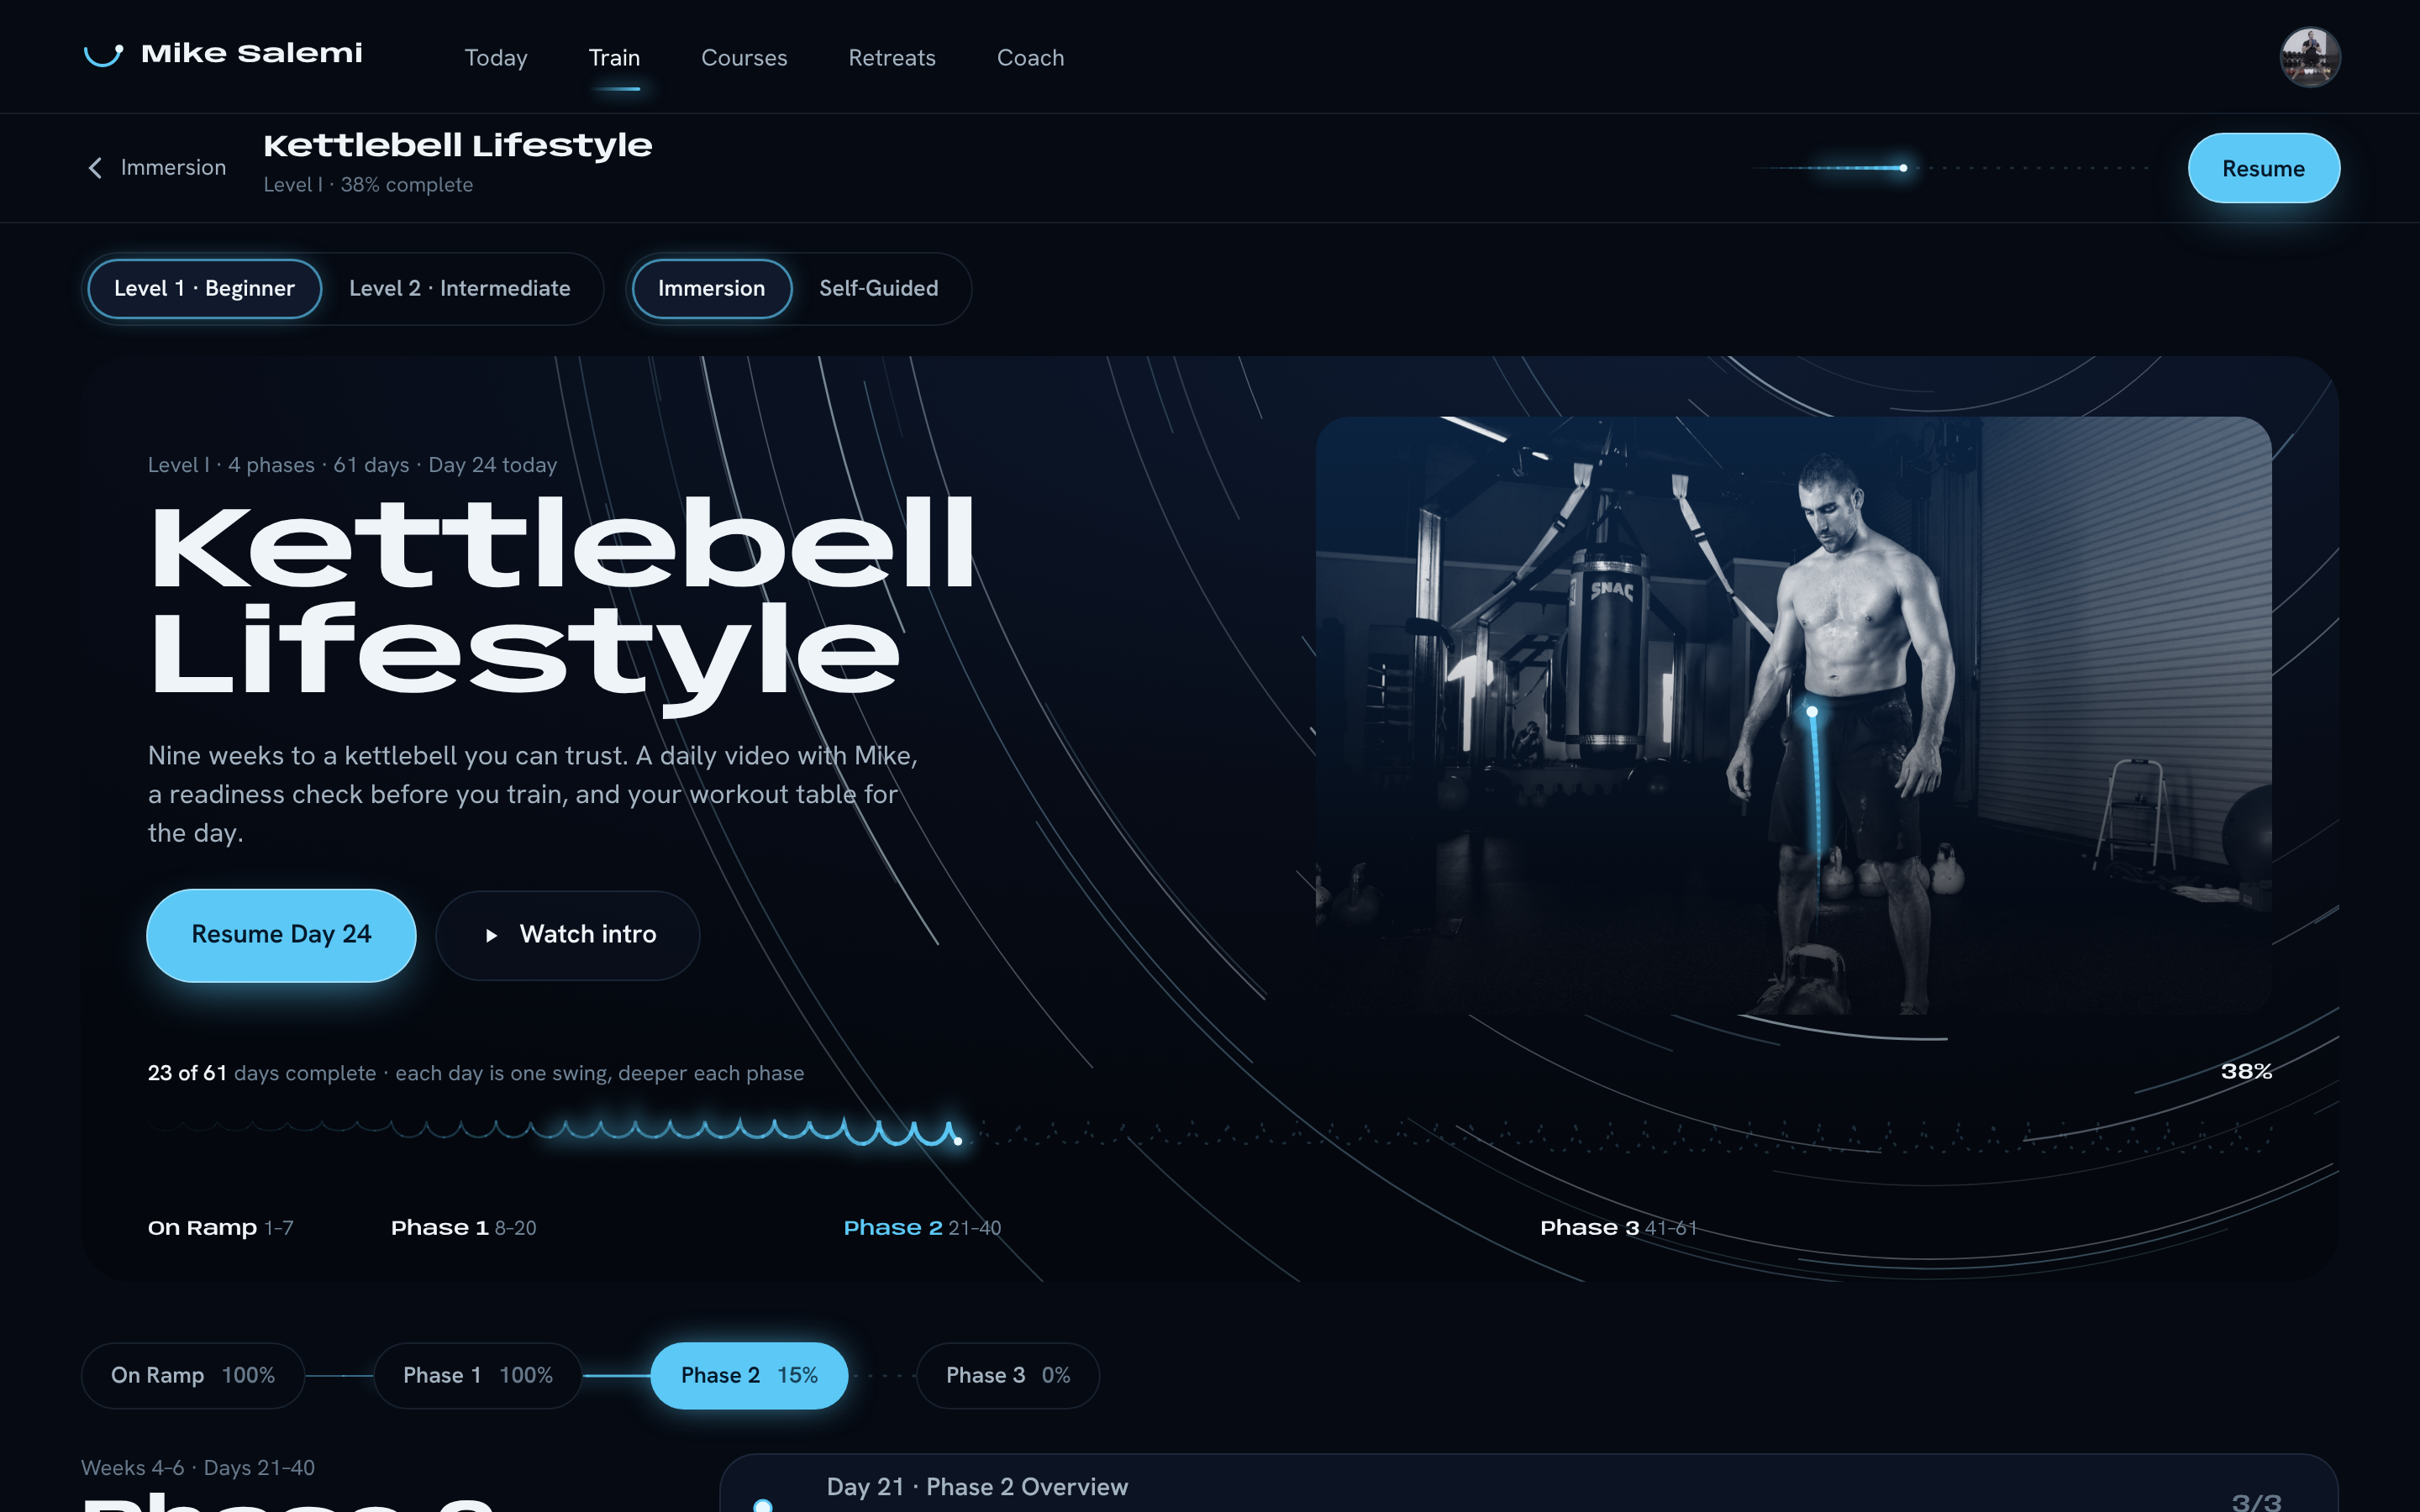 Mike Salemi
Today
Train
Courses
Retreats
Coach
Immersion
Kettlebell Lifestyle
Level I · 38% complete
Resume
Level 1 · Beginner
Level 2 · Intermediate
Immersion
Self-Guided
Level I · 4 phases · 61 days · Day 24 today
Kettlebell
Lifestyle
Nine weeks to a kettlebell you can trust. A daily video with Mike,
a readiness check before you train, and your workout table for
the day.
Resume Day 24
Watch intro
SNAC
23 of 61 days complete · each day is one swing, deeper each phase
38%
On Ramp 1–7
Phase 1 8–20
Phase 2 21–40
Phase 3 41–61
On Ramp 100%
Phase 1 100%
Phase 2 15%
Phase 3 0%
Weeks 4–6 · Days 21–40
Phase 2
Day 21 · Phase 2 Overview
3/3